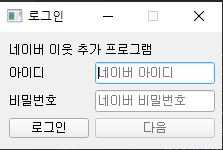 로그인
네이버 이웃 추가 프로그램
아이디 네이버 아이디
비밀번호 네이버 비밀번호
로그인 다음